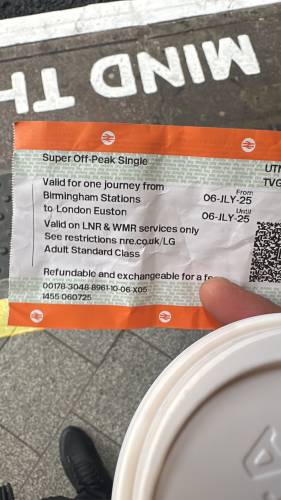 MIND TH
Super Off-Peak Single
UTI
TVG
Valid for one journey from
Birmingham Stations
to London Euston
From
06-JLY-25
Until
06-JLY-25
Valid on LNR & WMR services only
See restrictions nre.co.uk/LG
Adult Standard Class
Refundable and exchangeable for a
00178-3048-8961-10-06 X05
1455 060725